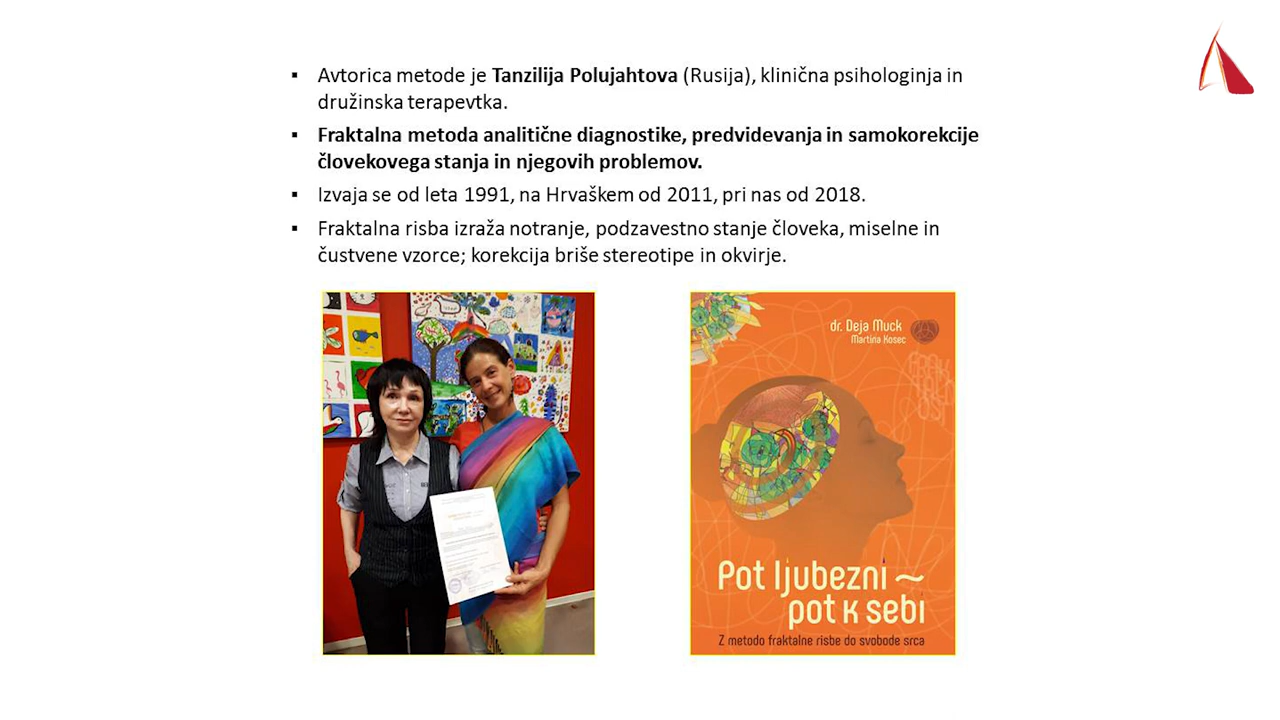 ▪ Avtorica metode je Tanzilija Polujahtova (Rusija), klinična psihologinja in
družinska terapevtka.
▪ Fraktalna metoda analitične diagnostike, predvidevanja in samokorekcije
človekovega stanja in njegovih problemov.
▪ Izvaja se od leta 1991, na Hrvaškem od 2011, pri nas od 2018.
▪ Fraktalna risba izraža notranje, podzavestno stanje človeka, miselne in
čustvene vzorce; korekcija briše stereotipe in okvirje.
dr. Deja Muck
Martina Kosec
Pot ljubezni ~
pot k sebi
Z metodo fraktalne risbe do svobode srca